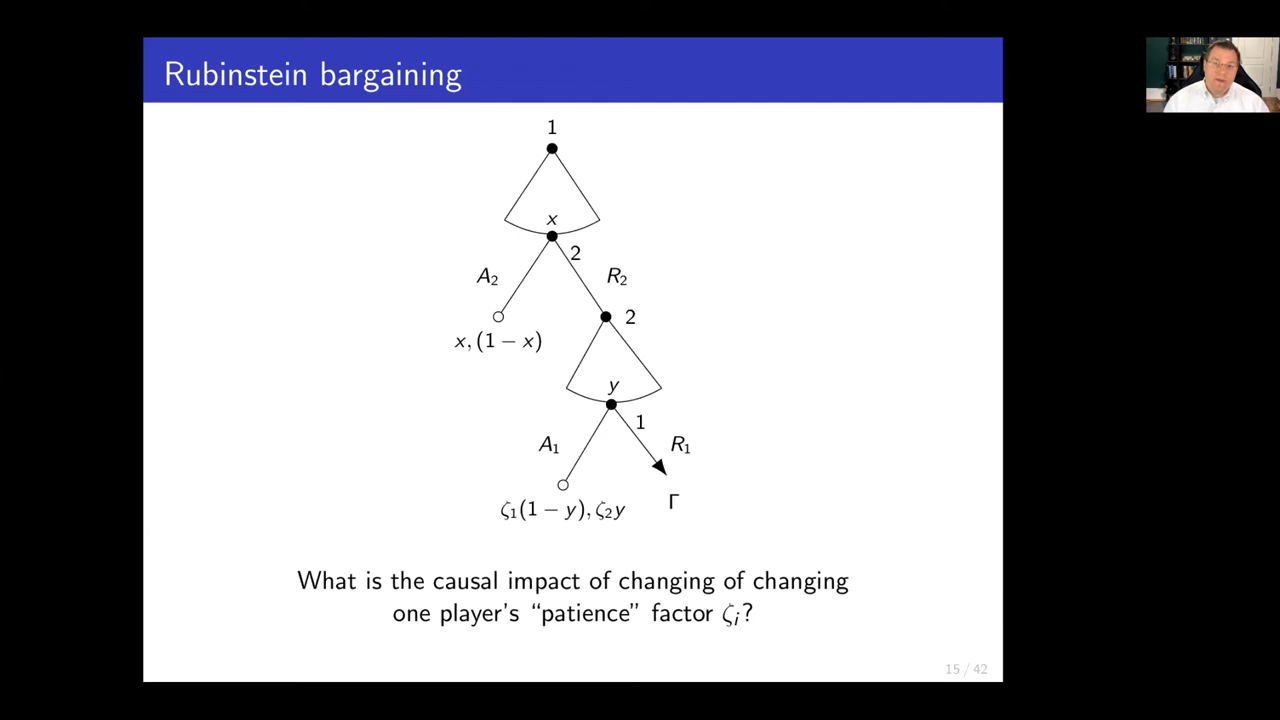 Rubinstein bargaining
1
x
2
A₂
R₂
x, (1 − x)
2
y
1
A₁
R₁
ζ₁(1 − y), ζ₂y
Γ
What is the causal impact of changing of changing
one player's “patience” factor ζᵢ?
15 / 42